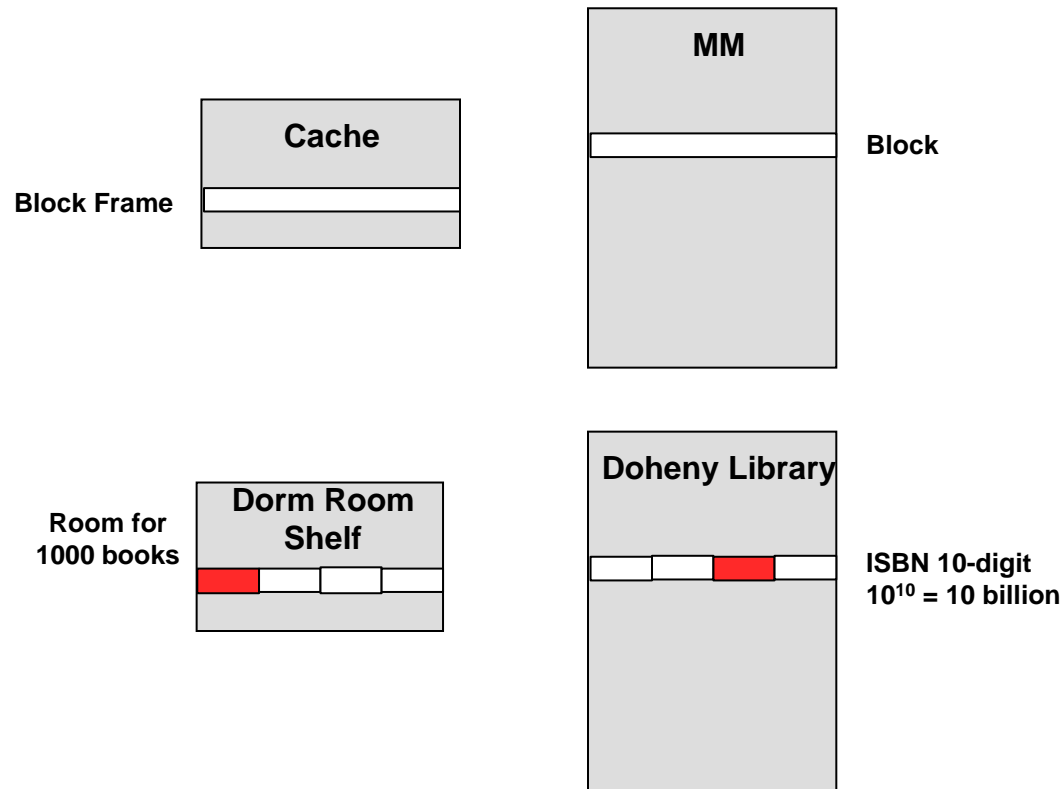 MM
Cache
Block
Block Frame
Doheny Library
Dorm Room
Shelf
Room for
1000 books
ISBN 10-digit
10¹⁰ = 10 billion